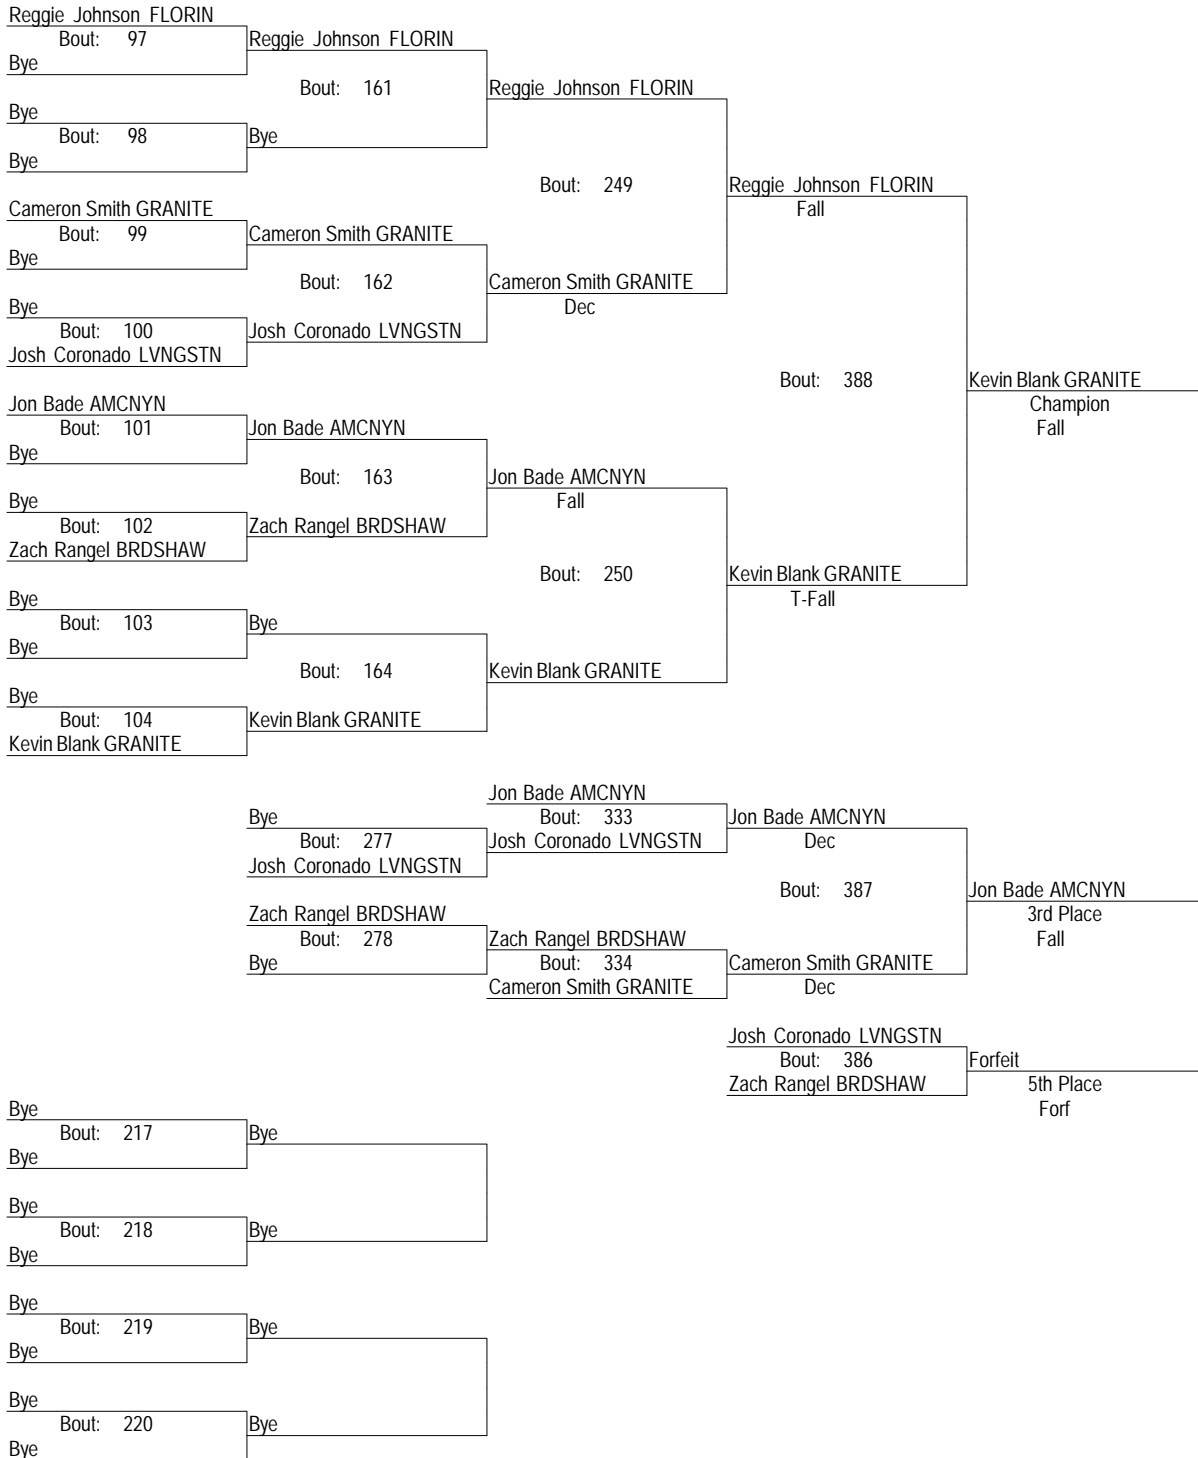 Reggie Johnson FLORIN
Bout: 97
Reggie Johnson FLORIN
Bye
Bout: 161
Reggie Johnson FLORIN
Bye
Bout: 98
Bye
Bye
Bout: 249
Reggie Johnson FLORIN
Fall
Cameron Smith GRANITE
Bout: 99
Cameron Smith GRANITE
Bye
Bout: 162
Cameron Smith GRANITE
Dec
Bye
Bout: 100
Josh Coronado LVNGSTN
Josh Coronado LVNGSTN
Bout: 388
Kevin Blank GRANITE
Champion
Fall
Jon Bade AMCNYN
Bout: 101
Jon Bade AMCNYN
Bye
Bout: 163
Jon Bade AMCNYN
Fall
Bye
Bout: 102
Zach Rangel BRDSHAW
Zach Rangel BRDSHAW
Bout: 250
Kevin Blank GRANITE
T-Fall
Bye
Bout: 103
Bye
Bye
Bout: 164
Kevin Blank GRANITE
Bye
Bout: 104
Kevin Blank GRANITE
Kevin Blank GRANITE
Jon Bade AMCNYN
Bye
Bout: 333
Jon Bade AMCNYN
Bout: 277
Josh Coronado LVNGSTN
Dec
Josh Coronado LVNGSTN
Bout: 387
Jon Bade AMCNYN
3rd Place
Fall
Zach Rangel BRDSHAW
Bout: 278
Zach Rangel BRDSHAW
Bye
Bout: 334
Cameron Smith GRANITE
Cameron Smith GRANITE
Dec
Josh Coronado LVNGSTN
Bout: 386
Forfeit
Zach Rangel BRDSHAW
5th Place
Forf
Bye
Bout: 217
Bye
Bye
Bye
Bout: 218
Bye
Bye
Bye
Bout: 219
Bye
Bye
Bye
Bout: 220
Bye
Bye